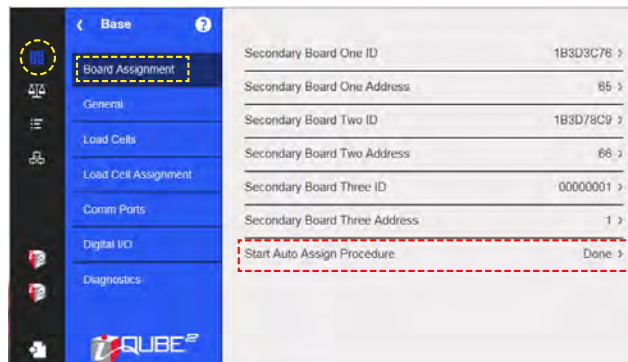 Base ?
Board Assignment
General
Load Cells
Load Cell Assignment
Comm Ports
Digital I/O
Diagnostics
iQUBE²
Secondary Board One ID 1B3D3C76
Secondary Board One Address 65
Secondary Board Two ID 1B3D78C9
Secondary Board Two Address 66
Secondary Board Three ID 00000001
Secondary Board Three Address 1
Start Auto Assign Procedure Done